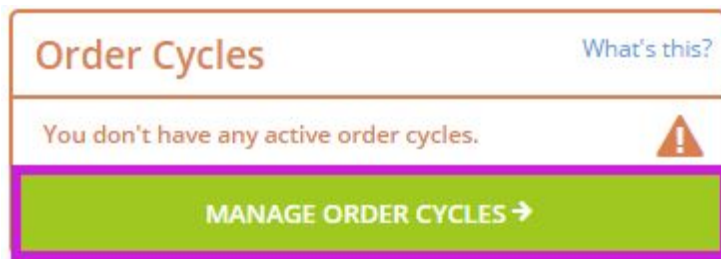 Order Cycles
What's this?
You don't have any active order cycles.
MANAGE ORDER CYCLES →